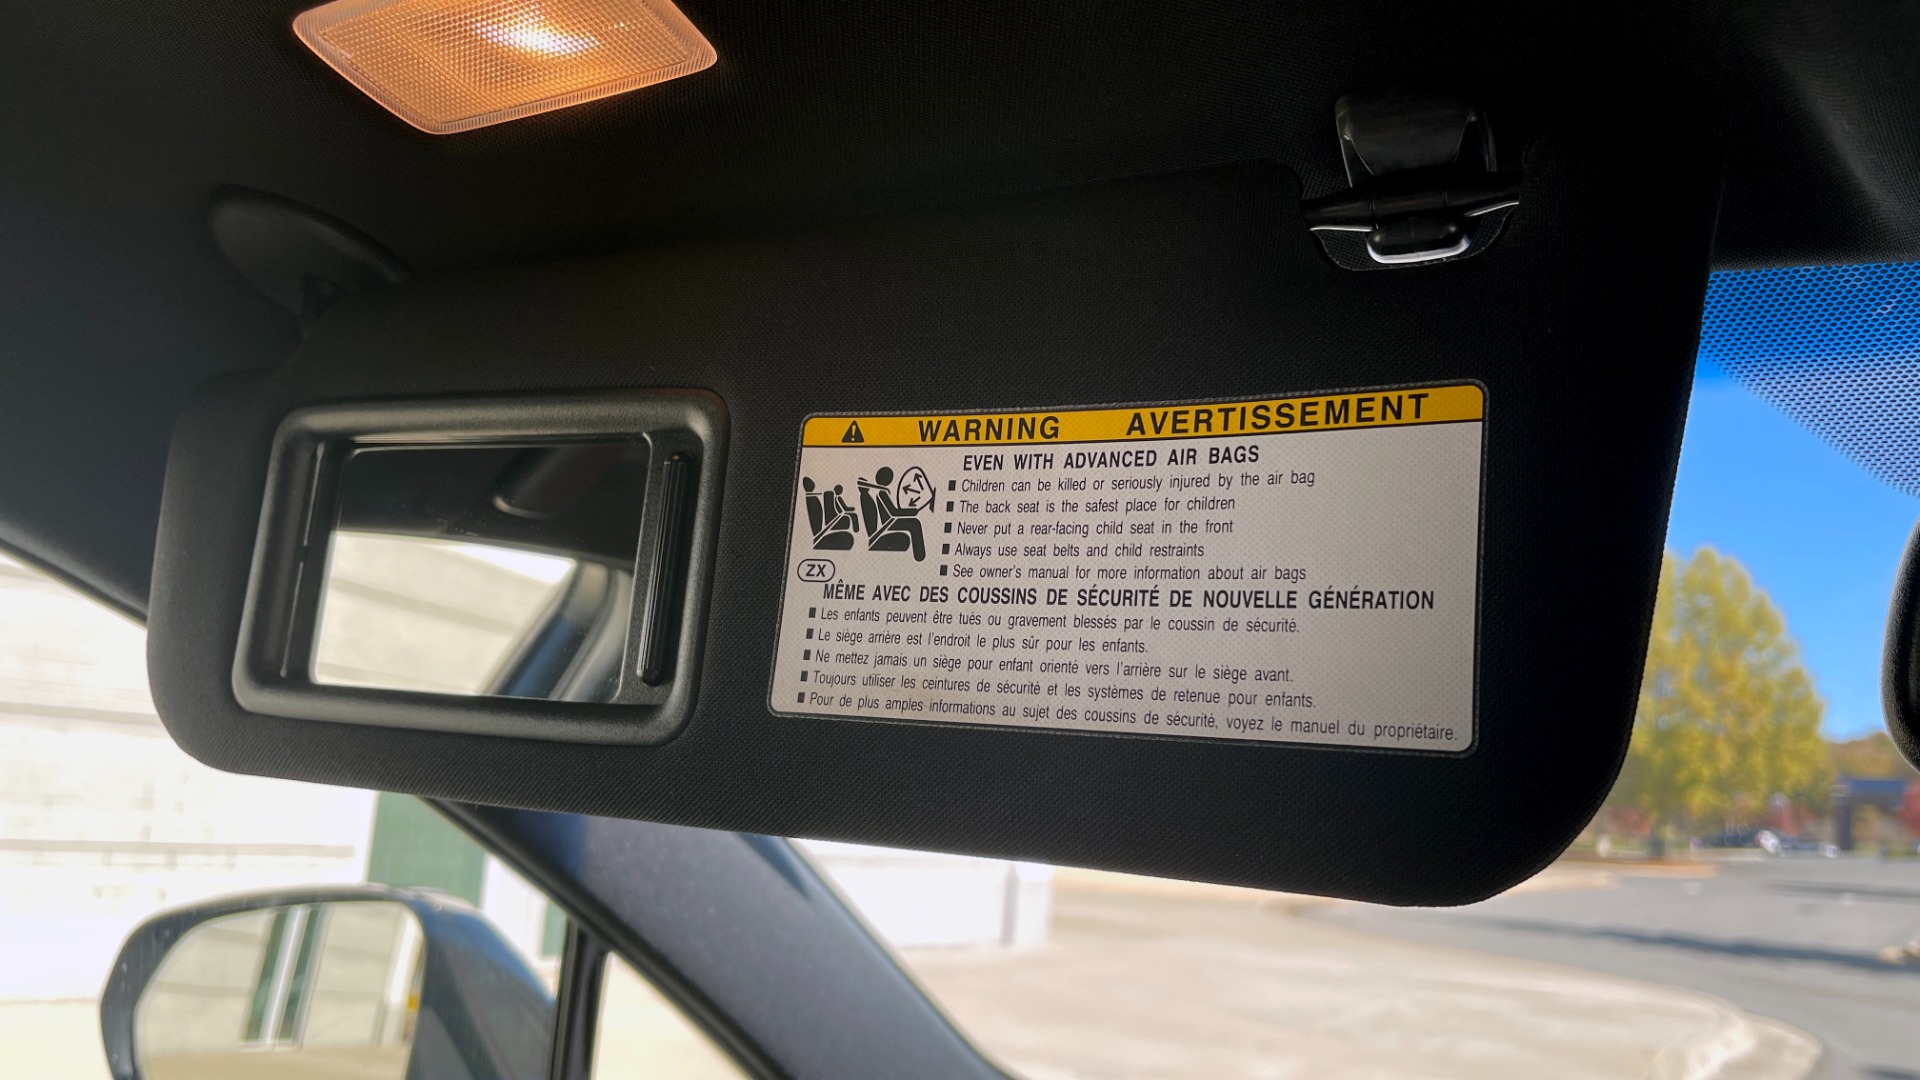 WARNING AVERTISSEMENT
EVEN WITH ADVANCED AIR BAGS
■ Children can be killed or seriously injured by the air bag
■ The back seat is the safest place for children
■ Never put a rear-facing child seat in the front
■ Always use seat belts and child restraints
■ See owner's manual for more information about air bags
ZX
MÊME AVEC DES COUSSINS DE SÉCURITÉ DE NOUVELLE GÉNÉRATION
■ Les enfants peuvent être tués ou gravement blessés par le coussin de sécurité.
■ Le siège arrière est l'endroit le plus sûr pour les enfants.
■ Ne mettez jamais un siège pour enfant orienté vers l'arrière sur le siège avant.
■ Toujours utiliser les ceintures de sécurité et les systèmes de retenue pour enfants.
■ Pour de plus amples informations au sujet des coussins de sécurité, voyez le manuel du propriétaire.